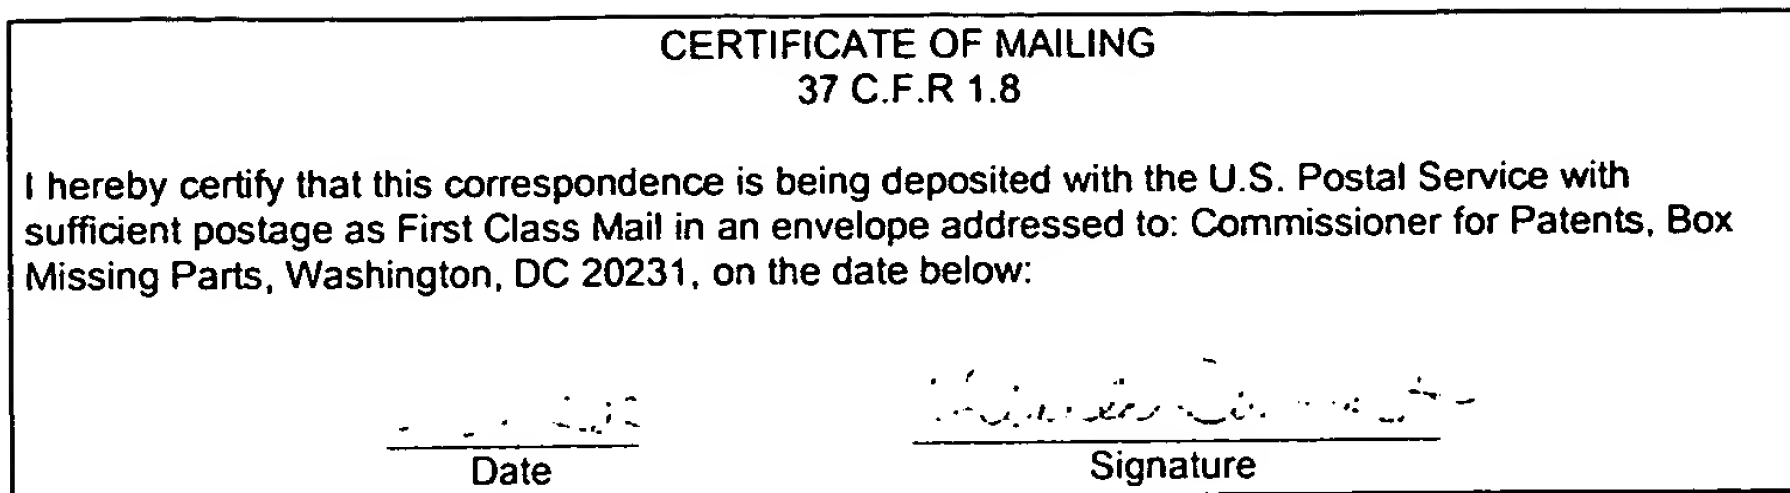 CERTIFICATE OF MAILING
37 C.F.R 1.8
I hereby certify that this correspondence is being deposited with the U.S. Postal Service with
sufficient postage as First Class Mail in an envelope addressed to: Commissioner for Patents, Box
Missing Parts, Washington, DC 20231, on the date below:
Date Signature